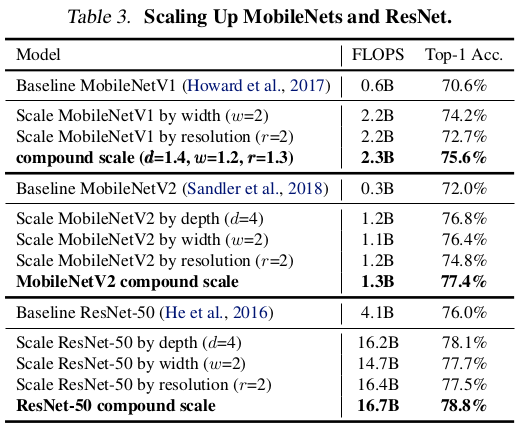 Table 3. Scaling Up MobileNets and ResNet.
Model FLOPS Top-1 Acc.
Baseline MobileNetV1 (Howard et al., 2017) 0.6B 70.6%
Scale MobileNetV1 by width (w=2) 2.2B 74.2%
Scale MobileNetV1 by resolution (r=2) 2.2B 72.7%
compound scale (d=1.4, w=1.2, r=1.3) 2.3B 75.6%
Baseline MobileNetV2 (Sandler et al., 2018) 0.3B 72.0%
Scale MobileNetV2 by depth (d=4) 1.2B 76.8%
Scale MobileNetV2 by width (w=2) 1.1B 76.4%
Scale MobileNetV2 by resolution (r=2) 1.2B 74.8%
MobileNetV2 compound scale 1.3B 77.4%
Baseline ResNet-50 (He et al., 2016) 4.1B 76.0%
Scale ResNet-50 by depth (d=4) 16.2B 78.1%
Scale ResNet-50 by width (w=2) 14.7B 77.7%
Scale ResNet-50 by resolution (r=2) 16.4B 77.5%
ResNet-50 compound scale 16.7B 78.8%